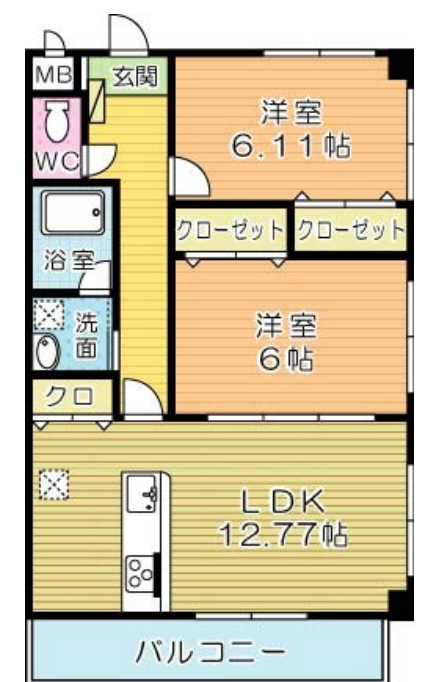 MB
玄関
洋室
6.11帖
WC
クローゼット
クローゼット
浴室
洗面
洋室
6帖
クロ
LDK
12.77帖
バルコニー